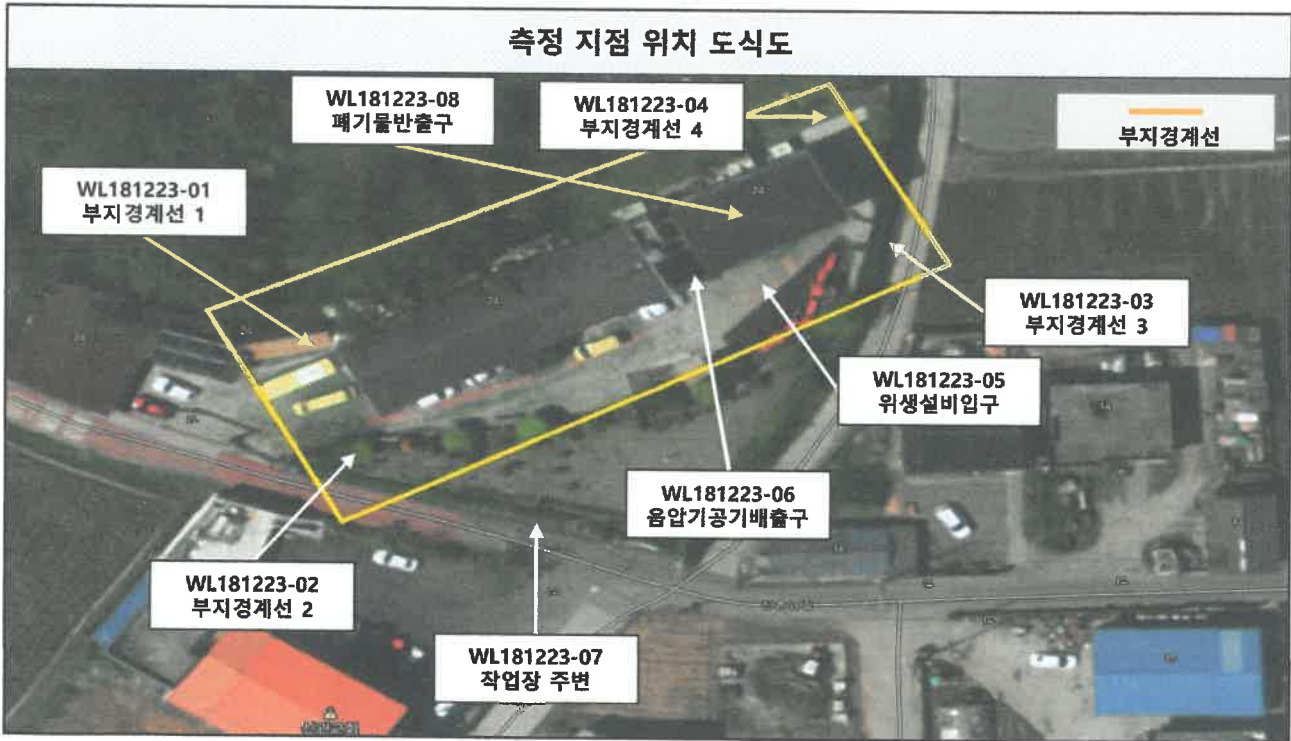 측정 지점 위치 도식도
WL181223-08
폐기물반출구
WL181223-04
부지경계선 4
부지경계선
WL181223-01
부지경계선 1
WL181223-03
부지경계선 3
WL181223-05
위생설비입구
WL181223-06
음압기공기배출구
WL181223-02
부지경계선 2
WL181223-07
작업장 주변